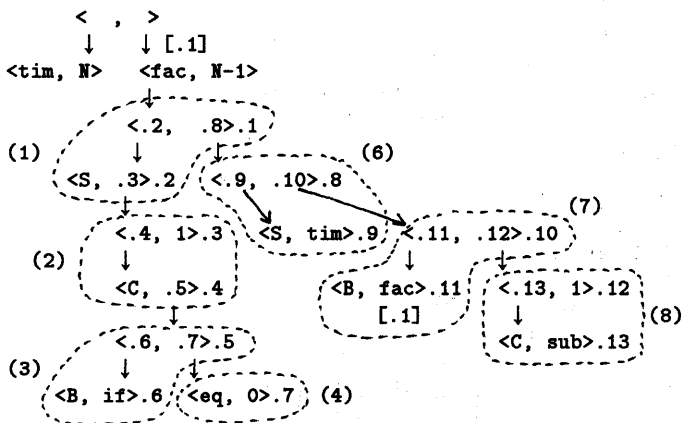 < , >
[.1]
<tim, N> <fac, N-1>
<.2, .8>.1
(1) (6)
<S, .3>.2 <.9, .10>.8
(7)
<.4, 1>.3 <S, tim>.9 <.11, .12>.10
(2)
<C, .5>.4 <B, fac>.11 <.13, 1>.12
[.1] (8)
<.6, .7>.5 <C, sub>.13
(3)
<B, if>.6 <eq, 0>.7 (4)